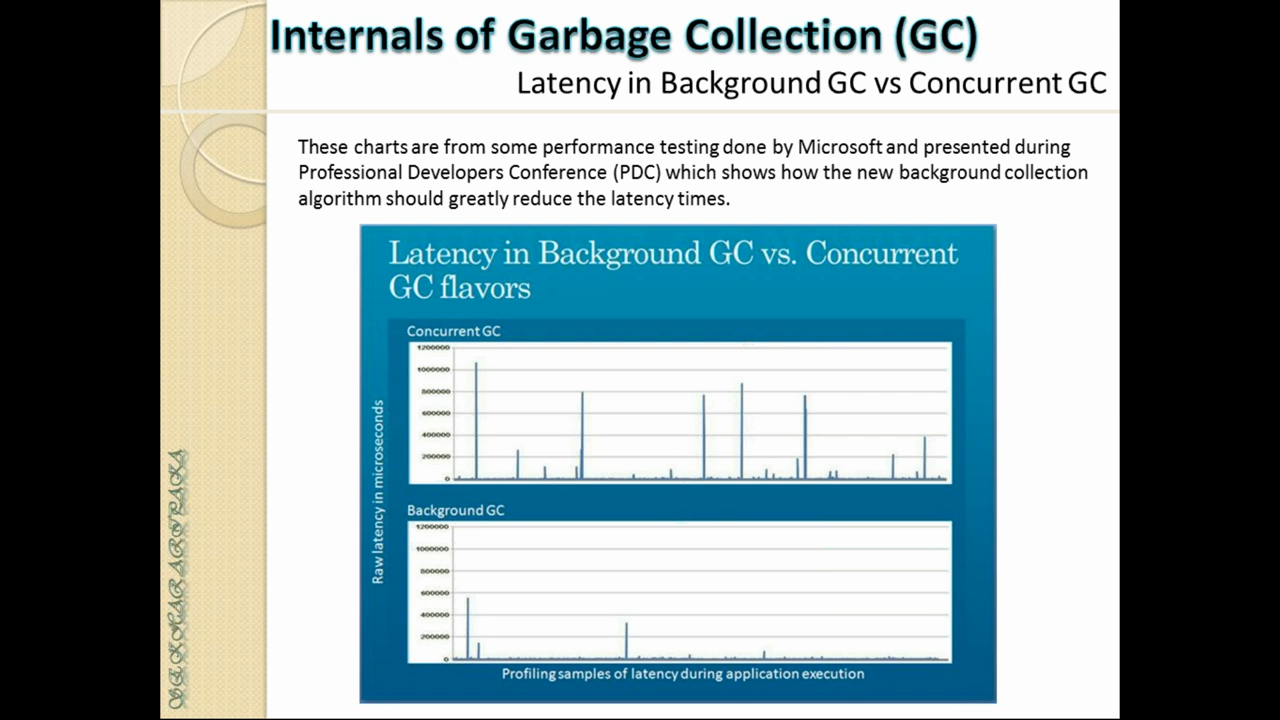 Internals of Garbage Collection (GC)
Latency in Background GC vs Concurrent GC
These charts are from some performance testing done by Microsoft and presented during
Professional Developers Conference (PDC) which shows how the new background collection
algorithm should greatly reduce the latency times.
Latency in Background GC vs. Concurrent
GC flavors
Concurrent GC
1200000
1000000
800000
600000
400000
200000
0
Raw latency in microseconds
Background GC
1200000
1000000
800000
600000
400000
200000
0
Profiling samples of latency during application execution